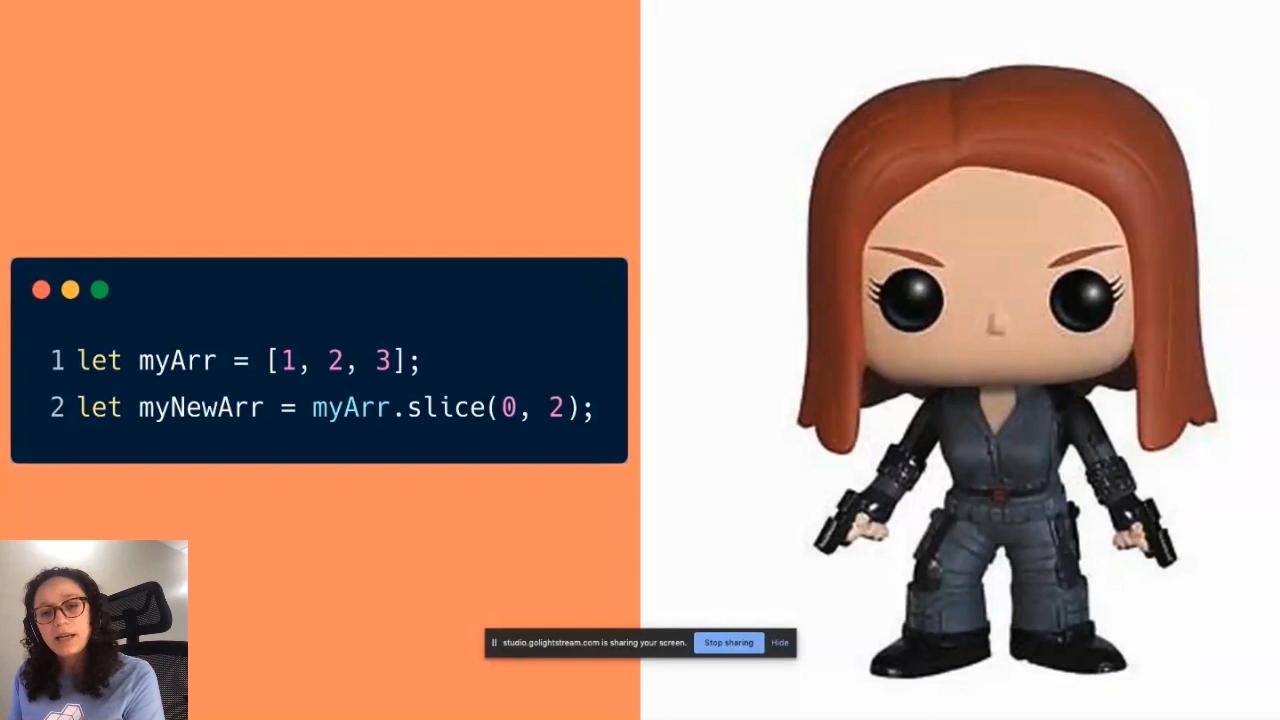 1 let myArr = [1, 2, 3];
2 let myNewArr = myArr.slice(0, 2);
studio.golightstream.com is sharing your screen. Stop sharing Hide